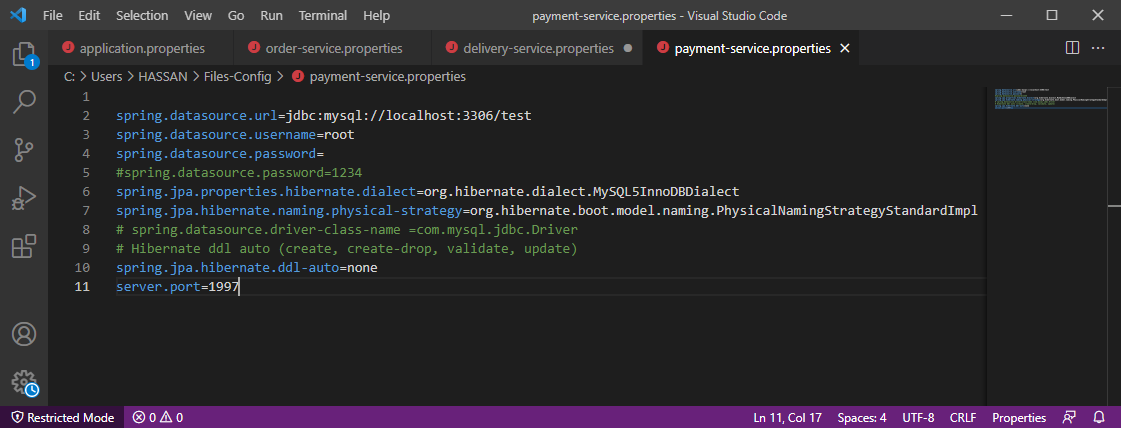 File Edit Selection View Go Run Terminal Help payment-service.properties - Visual Studio Code
application.properties order-service.properties delivery-service.properties payment-service.properties
C: > Users > HASSAN > Files-Config > payment-service.properties
1
2 spring.datasource.url=jdbc:mysql://localhost:3306/test
3 spring.datasource.username=root
4 spring.datasource.password=
5 #spring.datasource.password=1234
6 spring.jpa.properties.hibernate.dialect=org.hibernate.dialect.MySQL5InnoDBDialect
7 spring.jpa.hibernate.naming.physical-strategy=org.hibernate.boot.model.naming.PhysicalNamingStrategyStandardImpl
8 # spring.datasource.driver-class-name =com.mysql.jdbc.Driver
9 # Hibernate ddl auto (create, create-drop, validate, update)
10 spring.jpa.hibernate.ddl-auto=none
11 server.port=1997
1
Restricted Mode 0 0 Ln 11, Col 17 Spaces: 4 UTF-8 CRLF Properties